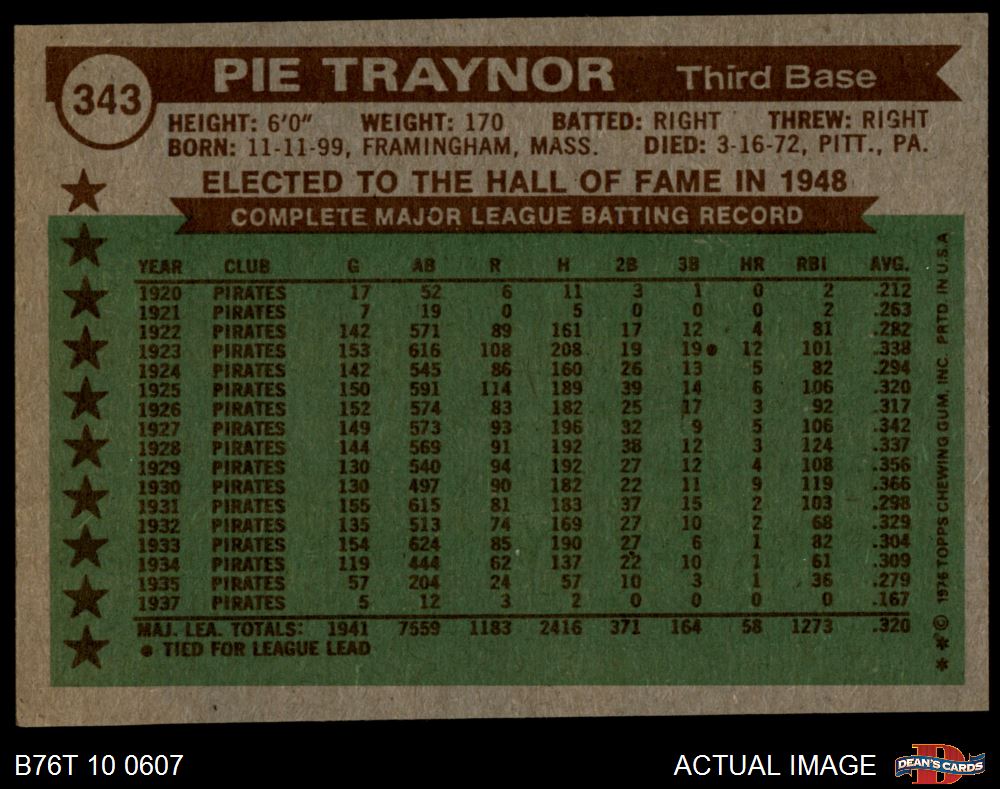 343
PIE TRAYNOR Third Base
HEIGHT: 6'0" WEIGHT: 170 BATTED: RIGHT THREW: RIGHT
BORN: 11-11-99, FRAMINGHAM, MASS. DIED: 3-16-72, PITT., PA.
ELECTED TO THE HALL OF FAME IN 1948
COMPLETE MAJOR LEAGUE BATTING RECORD
YEAR CLUB G AB R H 2B 3B HR RBI AVG.
1920 PIRATES 17 52 6 11 3 1 0 2 .212
1921 PIRATES 7 19 0 5 0 0 0 2 .263
1922 PIRATES 142 571 89 161 17 12 4 81 .282
1923 PIRATES 153 616 108 208 19 19● 12 101 .338
1924 PIRATES 142 545 86 160 26 13 5 82 .294
1925 PIRATES 150 591 114 189 39 14 6 106 .320
1926 PIRATES 152 574 83 182 25 17 3 92 .317
1927 PIRATES 149 573 93 196 32 9 5 106 .342
1928 PIRATES 144 569 91 192 38 12 3 124 .337
1929 PIRATES 130 540 94 192 27 12 4 108 .356
1930 PIRATES 130 497 90 182 22 11 9 119 .366
1931 PIRATES 155 615 81 183 37 15 2 103 .298
1932 PIRATES 135 513 74 169 27 10 2 68 .329
1933 PIRATES 154 624 85 190 27 6 1 82 .304
1934 PIRATES 119 444 62 137 22 10 1 61 .309
1935 PIRATES 57 204 24 57 10 3 1 36 .279
1937 PIRATES 5 12 3 2 0 0 0 0 .167
MAJ. LEA. TOTALS: 1941 7559 1183 2416 371 164 58 1273 .320
● TIED FOR LEAGUE LEAD
* * © 1976 TOPPS CHEWING GUM, INC. PRTD. IN U.S.A.
B76T 10 0607 ACTUAL IMAGE
D DEAN'S CARDS